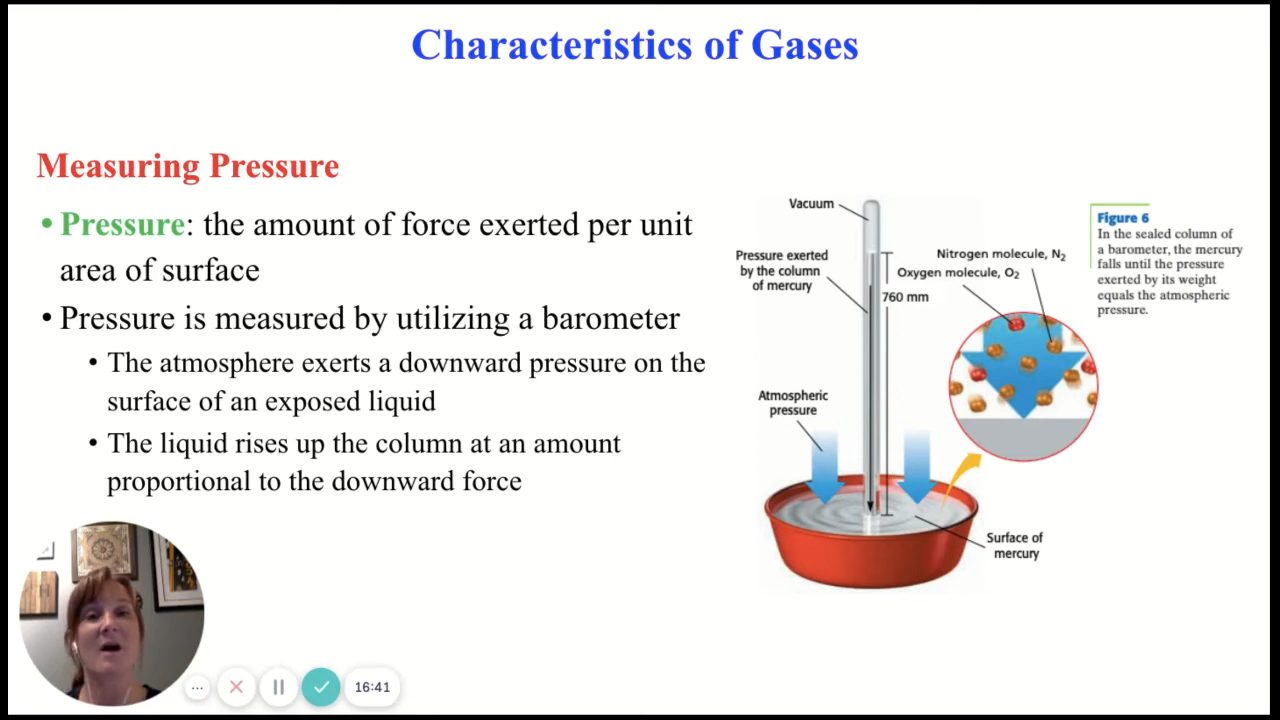 Characteristics of Gases
Measuring Pressure
• Pressure: the amount of force exerted per unit
area of surface
• Pressure is measured by utilizing a barometer
• The atmosphere exerts a downward pressure on the
surface of an exposed liquid
• The liquid rises up the column at an amount
proportional to the downward force
Vacuum
Pressure exerted
by the column
of mercury
760 mm
Nitrogen molecule, N₂
Oxygen molecule, O₂
Atmospheric
pressure
Surface of
mercury
Figure 6
In the sealed column of
a barometer, the mercury
falls until the pressure
exerted by its weight
equals the atmospheric
pressure.
16:41